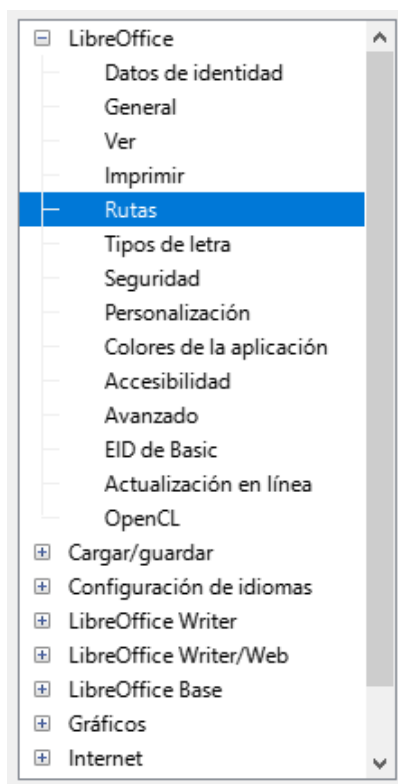 LibreOffice
Datos de identidad
General
Ver
Imprimir
Rutas
Tipos de letra
Seguridad
Personalización
Colores de la aplicación
Accesibilidad
Avanzado
EID de Basic
Actualización en línea
OpenCL
Cargar/guardar
Configuración de idiomas
LibreOffice Writer
LibreOffice Writer/Web
LibreOffice Base
Gráficos
Internet